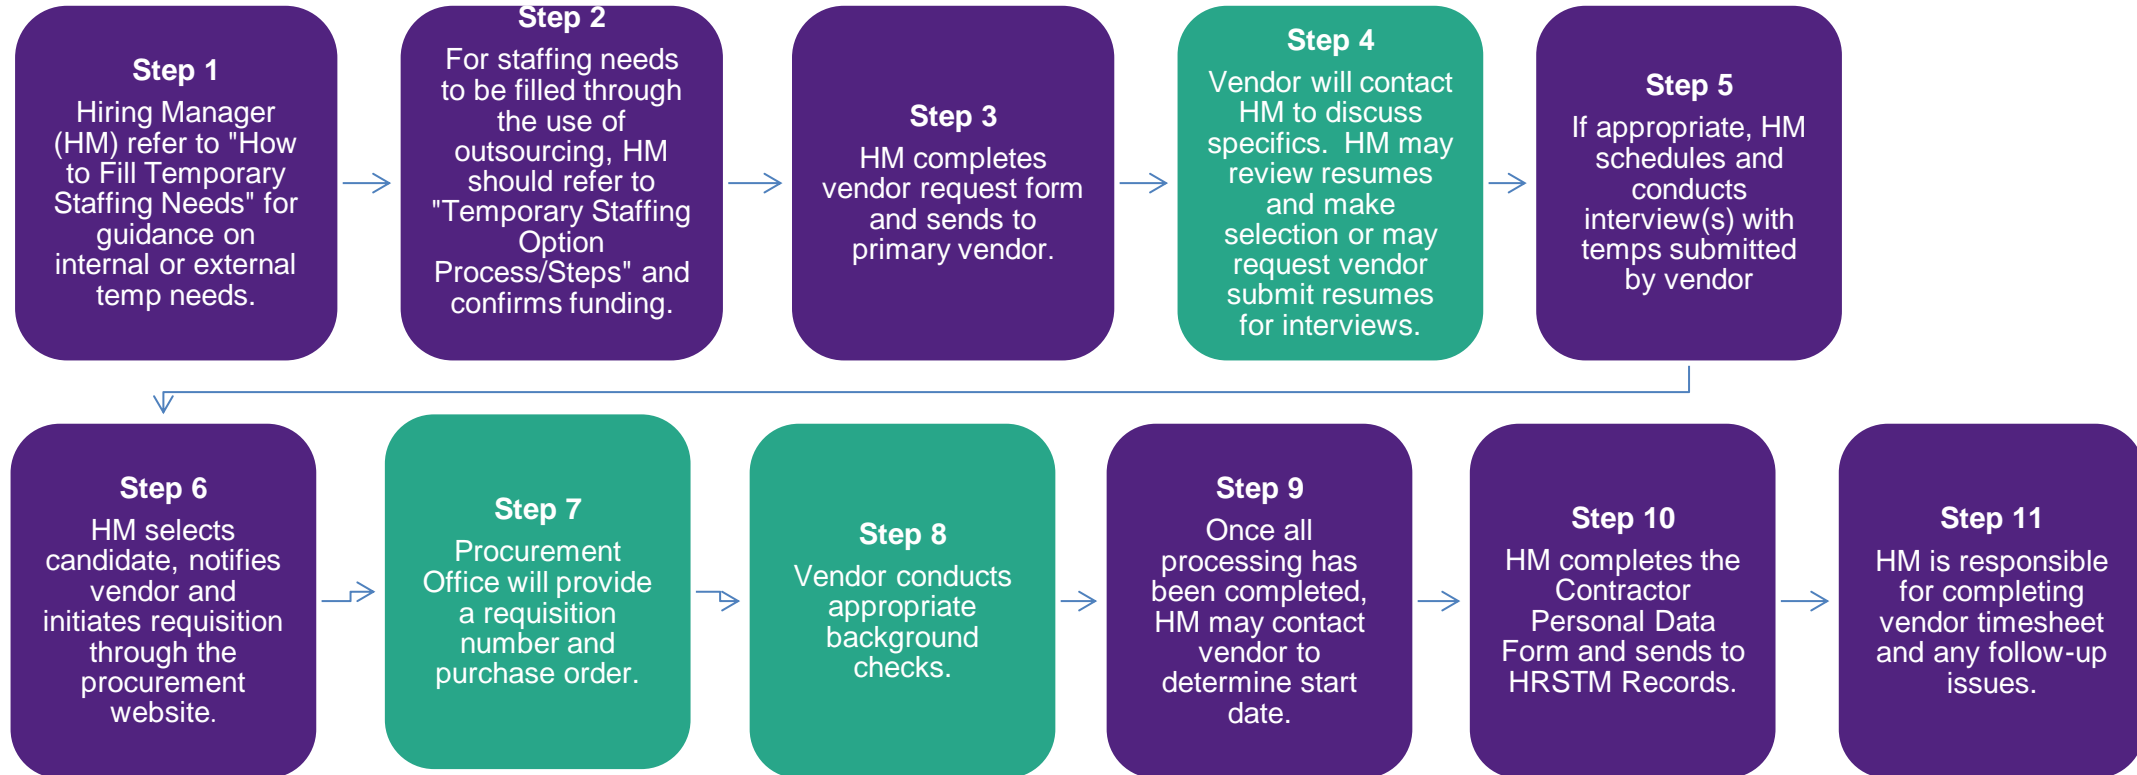 Step 1
Hiring Manager
(HM) refer to "How
to Fill Temporary
Staffing Needs" for
guidance on
internal or external
temp needs.
Step 2
For staffing needs
to be filled through
the use of
outsourcing, HM
should refer to
"Temporary Staffing
Option
Process/Steps" and
confirms funding.
Step 3
HM completes
vendor request form
and sends to
primary vendor.
Step 4
Vendor will contact
HM to discuss
specifics.  HM may
review resumes
and make
selection or may
request vendor
submit resumes
for interviews.
Step 5
If appropriate, HM
schedules and
conducts
interview(s) with
temps submitted
by vendor
Step 6
HM selects
candidate, notifies
vendor and
initiates requisition
through the
procurement
website.
Step 7
Procurement
Office will provide
a requisition
number and
purchase order.
Step 8
Vendor conducts
appropriate
background
checks.
Step 9
Once all
processing has
been completed,
HM may contact
vendor to
determine start
date.
Step 10
HM completes the
Contractor
Personal Data
Form and sends to
HRSTM Records.
Step 11
HM is responsible
for completing
vendor timesheet
and any follow-up
issues.